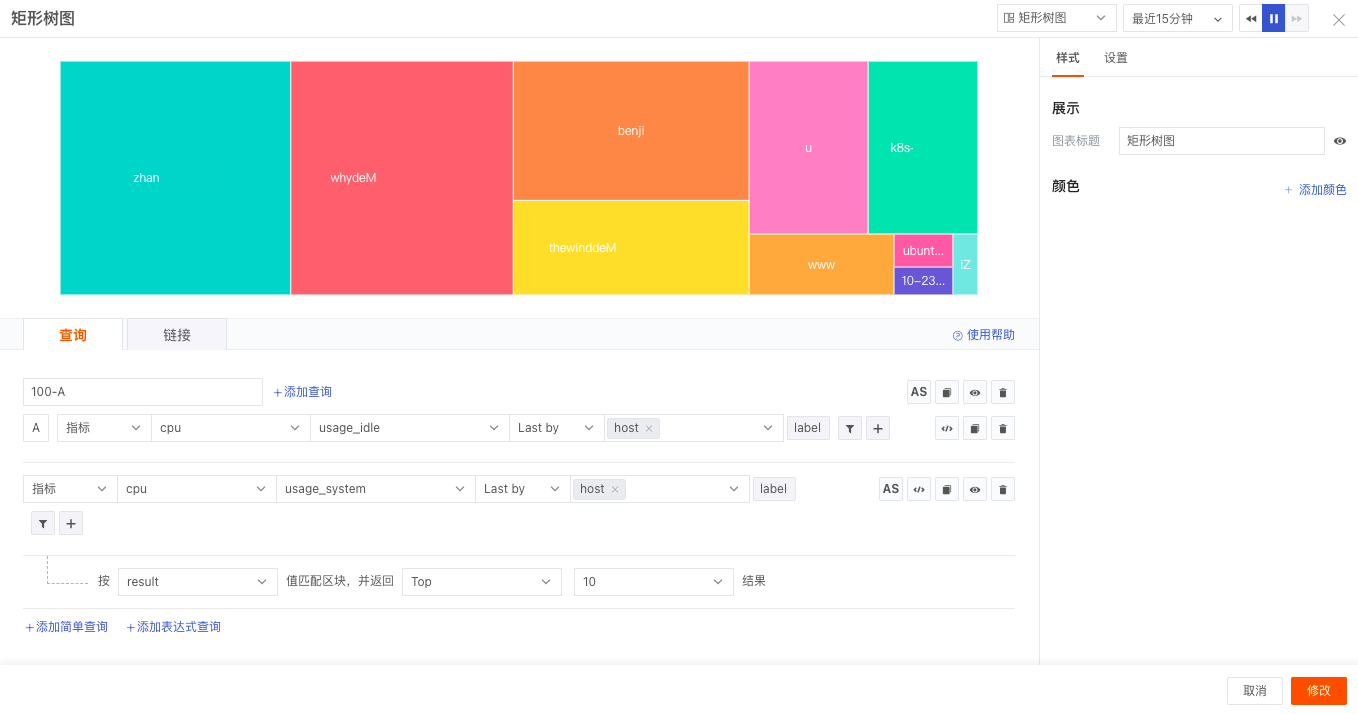 矩形树图
矩形树图 最近15分钟
样式 设置
展示
图表标题 矩形树图
颜色 + 添加颜色
zhan
whydeM
benji
thewinddeM
u
k8s-
www
ubunt...
10-23...
iZ
查询 链接 使用帮助
100-A +添加查询 AS
A 指标 cpu usage_idle Last by host × label
指标 cpu usage_system Last by host × label AS
按 result 值匹配区块，并返回 Top 10 结果
+添加简单查询 +添加表达式查询
取消 修改